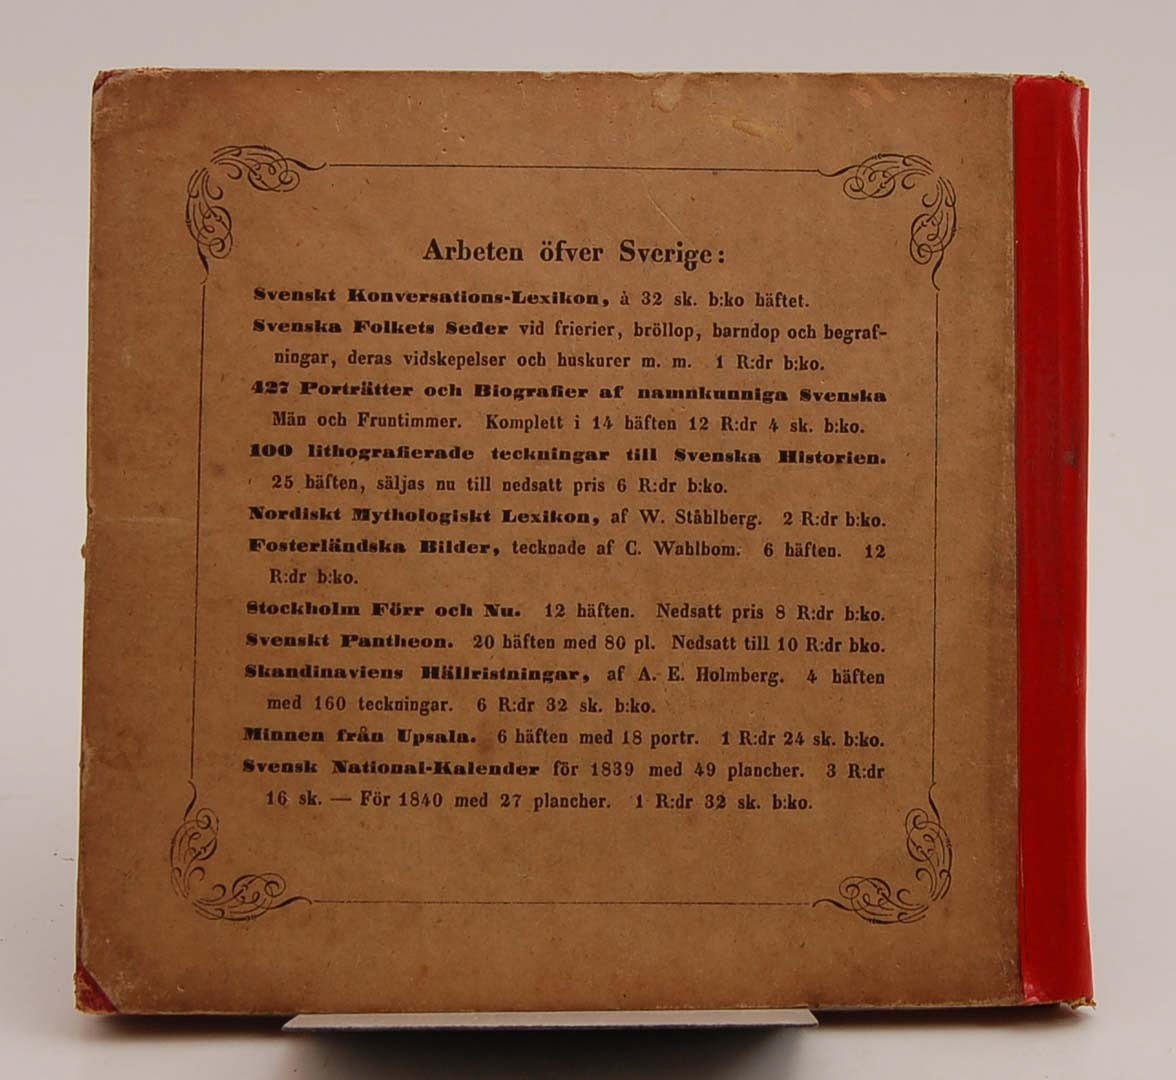 Arbeten öfver Sverige:
Svenskt Konversations-Lexikon, à 32 sk. b:ko häftet.
Svenska Folkets Seder vid frierier, bröllop, barndop och begraf-
ningar, deras vidskepelser och huskurer m. m. 1 R:dr b:ko.
427 Porträtter och Biografier af namnkunniga Svenska
Män och Fruntimmer. Komplett i 14 häften 12 R:dr 4 sk. b:ko.
100 lithografierade teckningar till Svenska Historien.
25 häften, säljas nu till nedsatt pris 6 R:dr b:ko.
Nordiskt Mythologiskt Lexikon, af W. Ståhlberg. 2 R:dr b:ko.
Fosterländska Bilder, tecknade af C. Wahlbom. 6 häften. 12
R:dr b:ko.
Stockholm Förr och Nu. 12 häften. Nedsatt pris 8 R:dr b:ko.
Svenskt Pantheon. 20 häften med 80 pl. Nedsatt till 10 R:dr bko.
Skandinaviens Hällristningar, af A. E. Holmberg. 4 häften
med 160 teckningar. 6 R:dr 32 sk. b:ko.
Minnen från Upsala. 6 häften med 18 portr. 1 R:dr 24 sk. b:ko.
Svensk National-Kalender för 1839 med 49 plancher. 3 R:dr
16 sk. — För 1840 med 27 plancher. 1 R:dr 32 sk. b:ko.